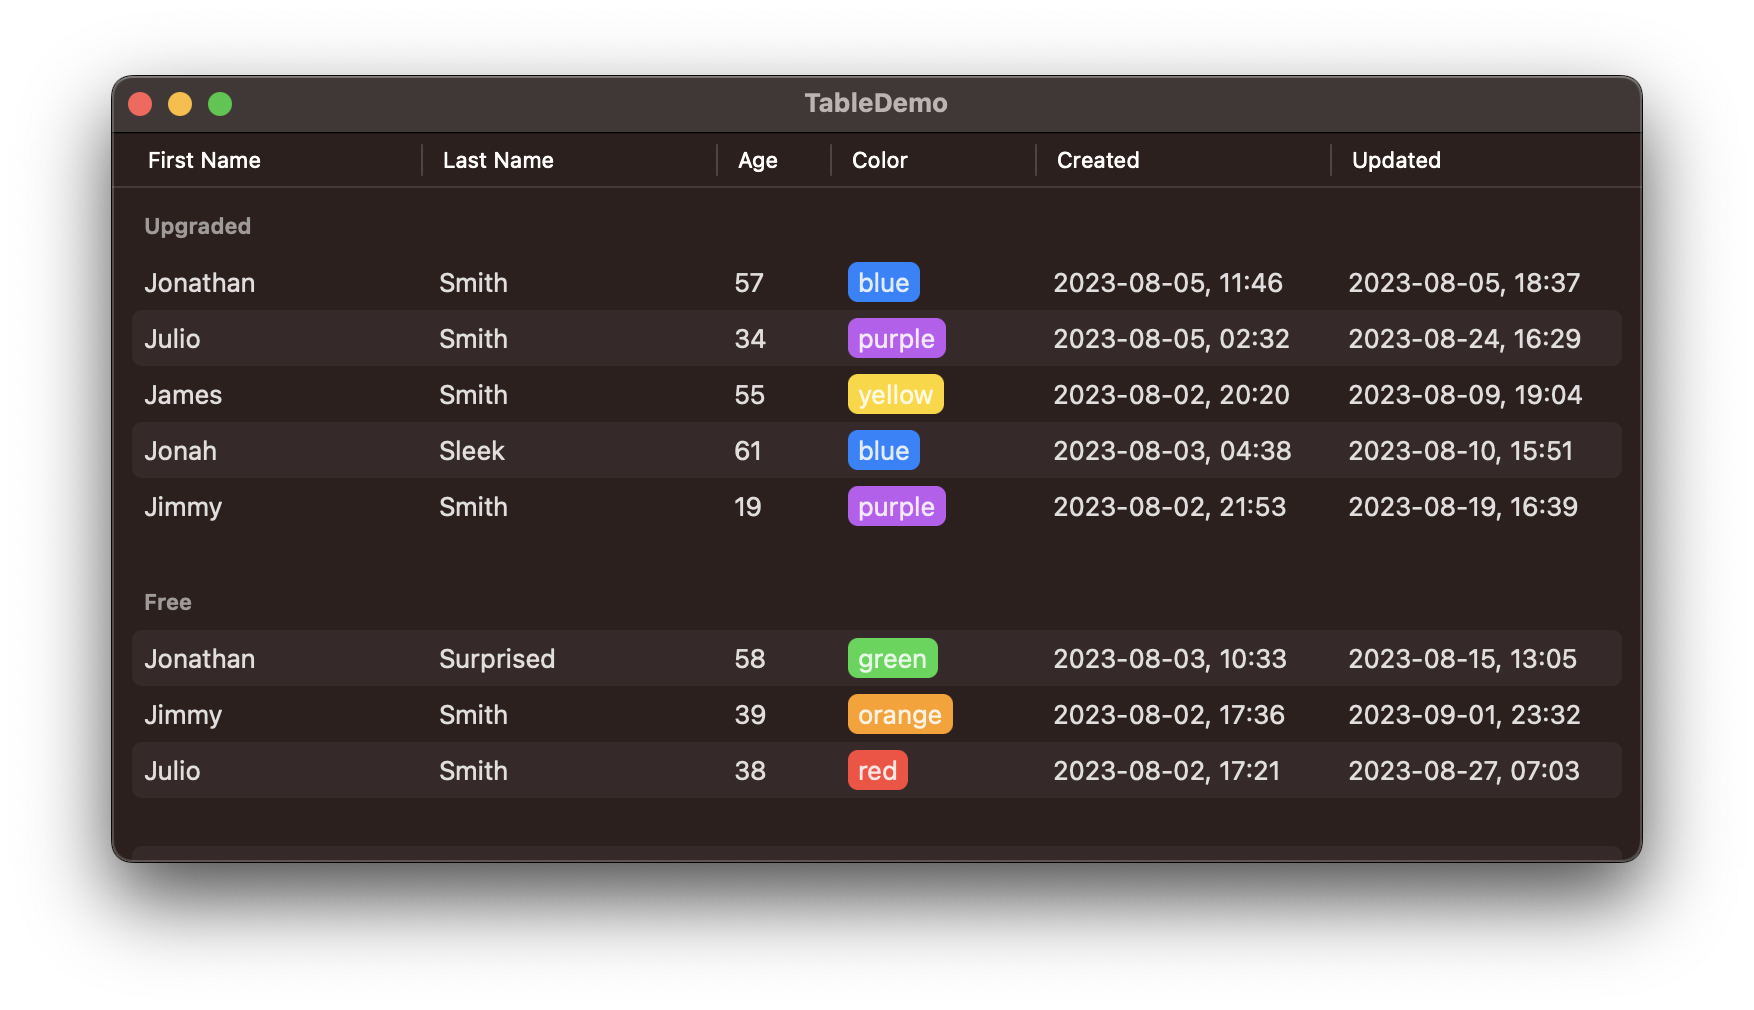 TableDemo
First Name Last Name Age Color Created Updated
Upgraded
Jonathan Smith 57 blue 2023-08-05, 11:46 2023-08-05, 18:37
Julio Smith 34 purple 2023-08-05, 02:32 2023-08-24, 16:29
James Smith 55 yellow 2023-08-02, 20:20 2023-08-09, 19:04
Jonah Sleek 61 blue 2023-08-03, 04:38 2023-08-10, 15:51
Jimmy Smith 19 purple 2023-08-02, 21:53 2023-08-19, 16:39
Free
Jonathan Surprised 58 green 2023-08-03, 10:33 2023-08-15, 13:05
Jimmy Smith 39 orange 2023-08-02, 17:36 2023-09-01, 23:32
Julio Smith 38 red 2023-08-02, 17:21 2023-08-27, 07:03